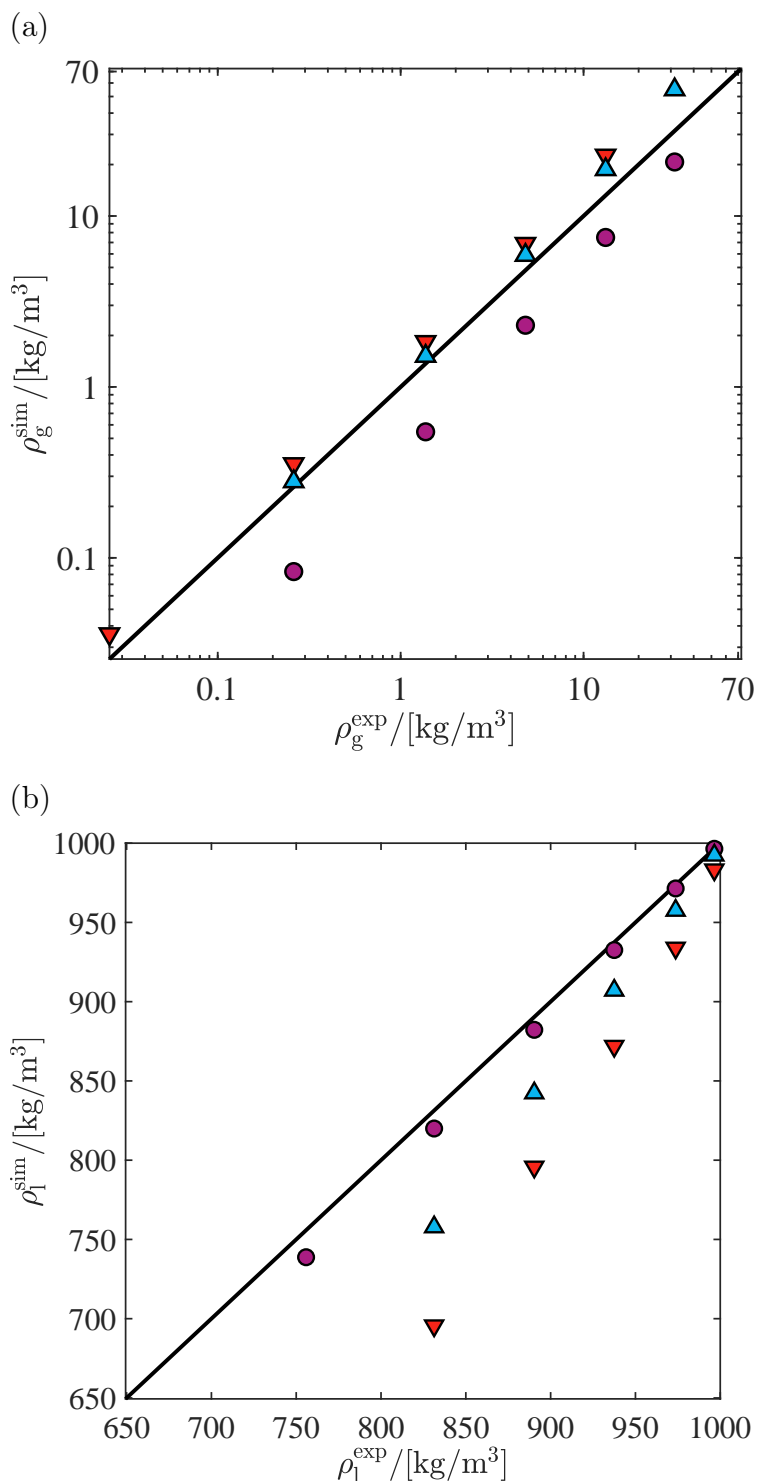 (a)
70
10
1
0.1
ρ_g^sim/[kg/m³]
0.1 1 10 70
ρ_g^exp/[kg/m³]
(b)
1000
950
900
850
800
750
700
650
ρ_l^sim/[kg/m³]
650 700 750 800 850 900 950 1000
ρ_l^exp/[kg/m³]